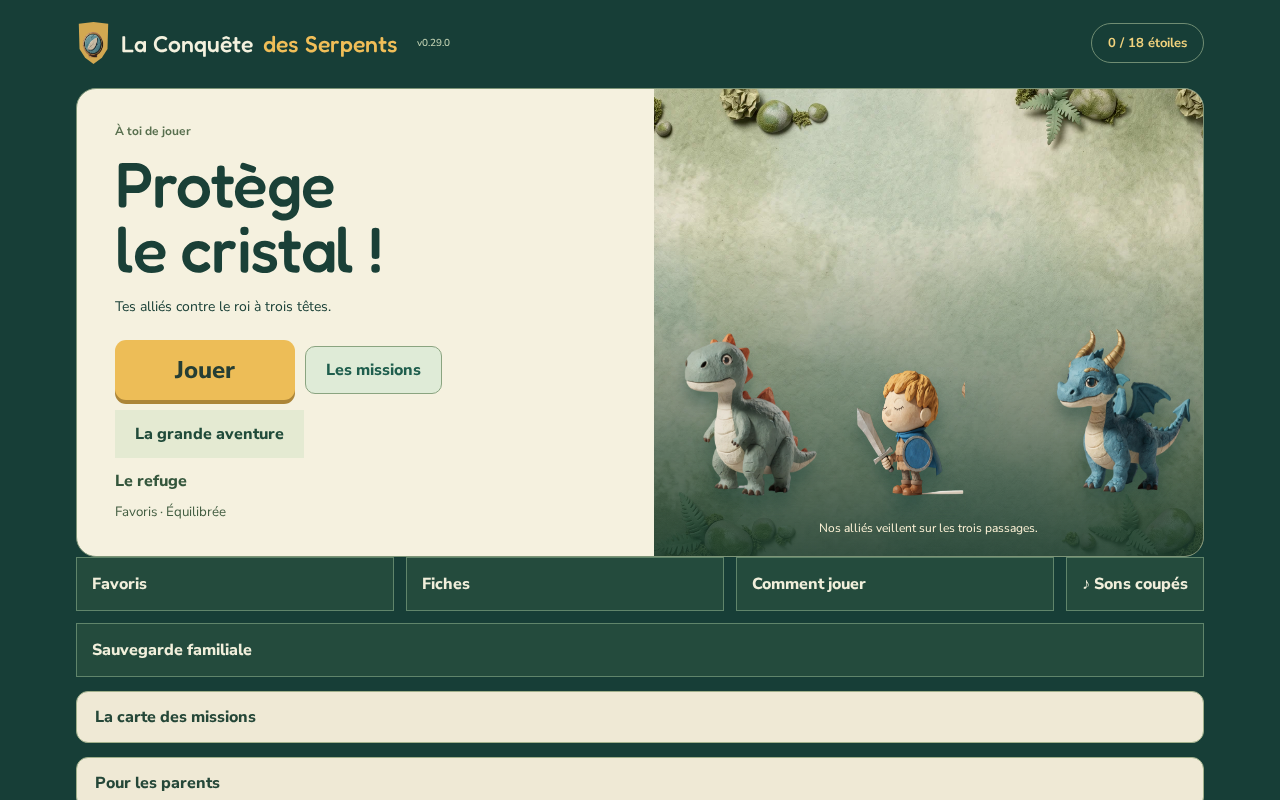 La Conquête des Serpents v0.29.0
0 / 18 étoiles
À toi de jouer
Protège
le cristal !
Tes alliés contre le roi à trois têtes.
Jouer
Les missions
La grande aventure
Le refuge
Favoris · Équilibrée
Nos alliés veillent sur les trois passages.
Favoris
Fiches
Comment jouer
♪ Sons coupés
Sauvegarde familiale
La carte des missions
Pour les parents